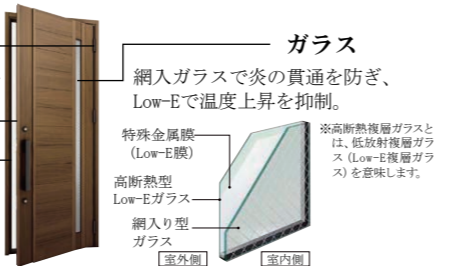 ガラス
網入ガラスで炎の貫通を防ぎ、
Low-Eで温度上昇を抑制。
特殊金属膜
(Low-E膜)
高断熱型
Low-Eガラス
網入り型
ガラス
室外側
室内側
※高断熱複層ガラスと
は、低放射複層ガラ
ス(Low-E複層ガラ
ス)を意味します。